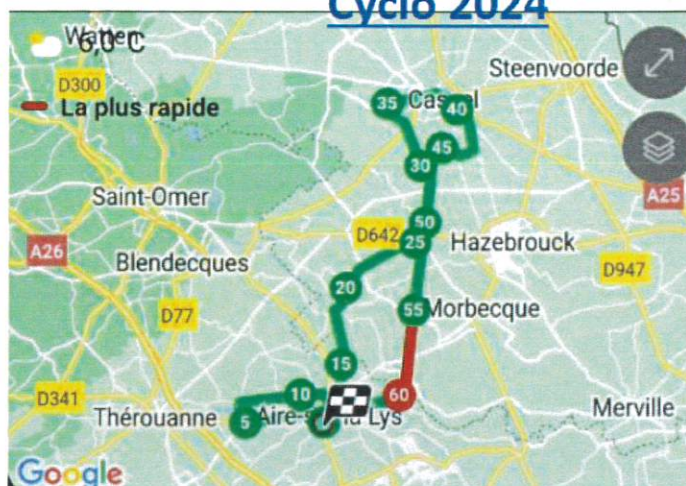 Cyclo 2024
Watten
6,0°C
Steenvoorde
D300
La plus rapide
35
Cassel
40
45
30
Saint-Omer
A25
50
D642
25
Hazebrouck
A26
Blendecques
D947
20
D77
55
Morbecque
15
D341
10
60
Thérouanne
5
Aire-sur-la-Lys
Merville
Google